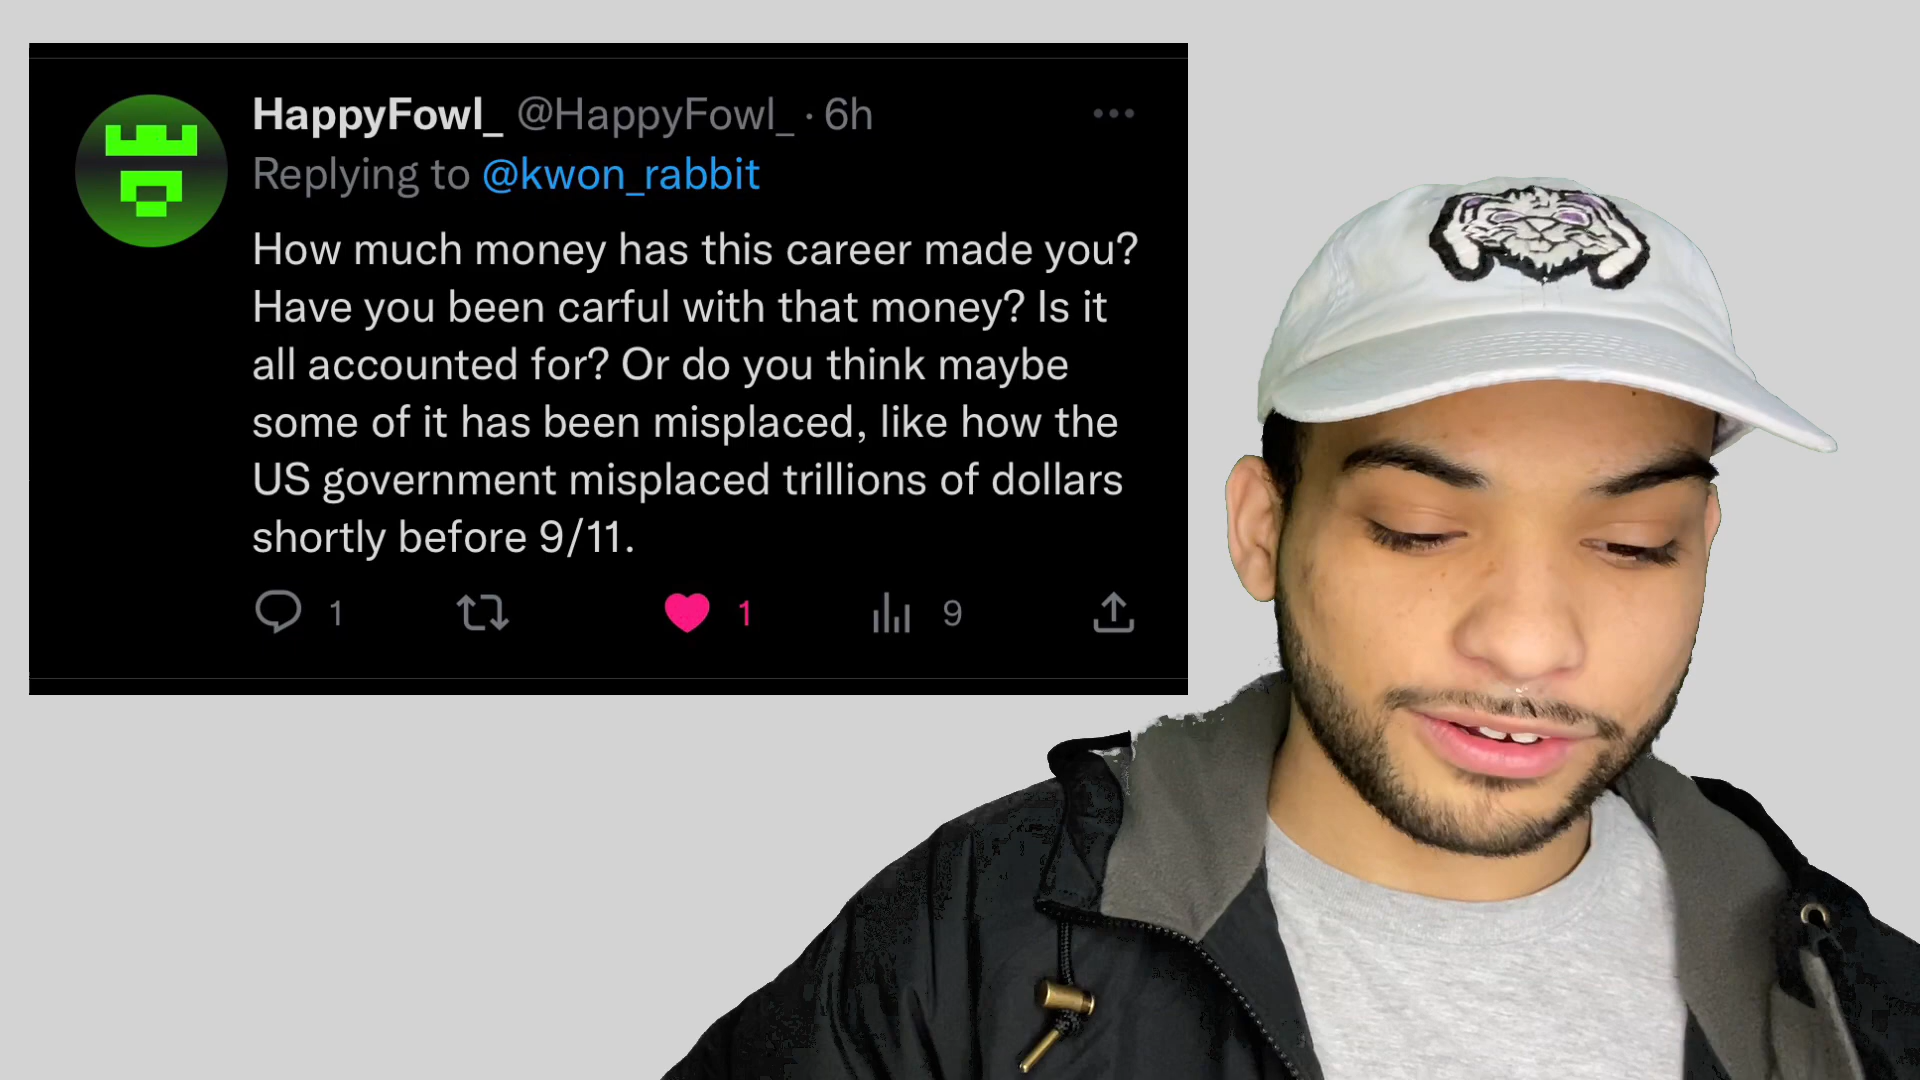 HappyFowl_ @HappyFowl_ · 6h
Replying to @kwon_rabbit
How much money has this career made you?
Have you been carful with that money? Is it
all accounted for? Or do you think maybe
some of it has been misplaced, like how the
US government misplaced trillions of dollars
shortly before 9/11.
1 1 9